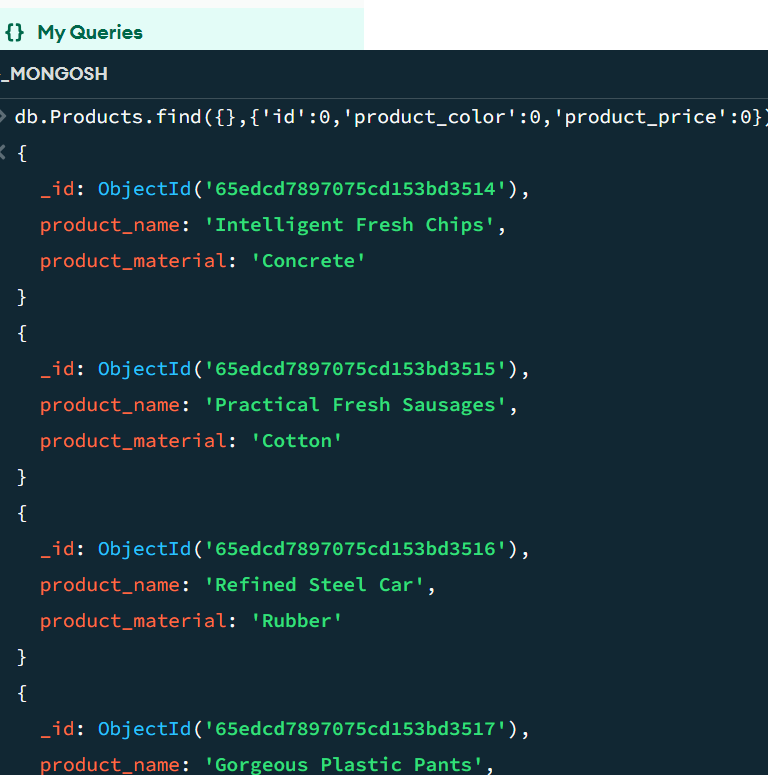 {} My Queries
_MONGOSH
> db.Products.find({},{'id':0,'product_color':0,'product_price':0})
< {
_id: ObjectId('65edcd7897075cd153bd3514'),
product_name: 'Intelligent Fresh Chips',
product_material: 'Concrete'
}
{
_id: ObjectId('65edcd7897075cd153bd3515'),
product_name: 'Practical Fresh Sausages',
product_material: 'Cotton'
}
{
_id: ObjectId('65edcd7897075cd153bd3516'),
product_name: 'Refined Steel Car',
product_material: 'Rubber'
}
{
_id: ObjectId('65edcd7897075cd153bd3517'),
product_name: 'Gorgeous Plastic Pants',